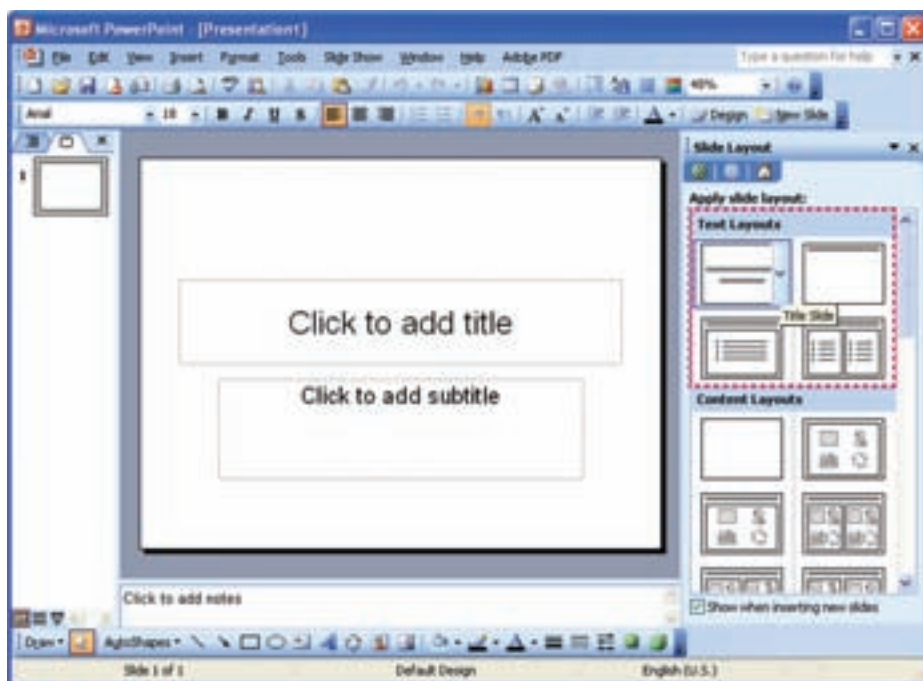 Microsoft PowerPoint - [Presentation1]
File Edit View Insert Format Tools Slide Show Window Help Adobe PDF Type a question for help
48%
Arial 18 B I U S A A A Design New Slide
Slide Layout
1
Apply slide layout:
Text Layouts
Title Slide
Click to add title
Click to add subtitle
Content Layouts
Click to add notes
Show when inserting new slides
Draw AutoShapes A A
Slide 1 of 1 Default Design English (U.S.)